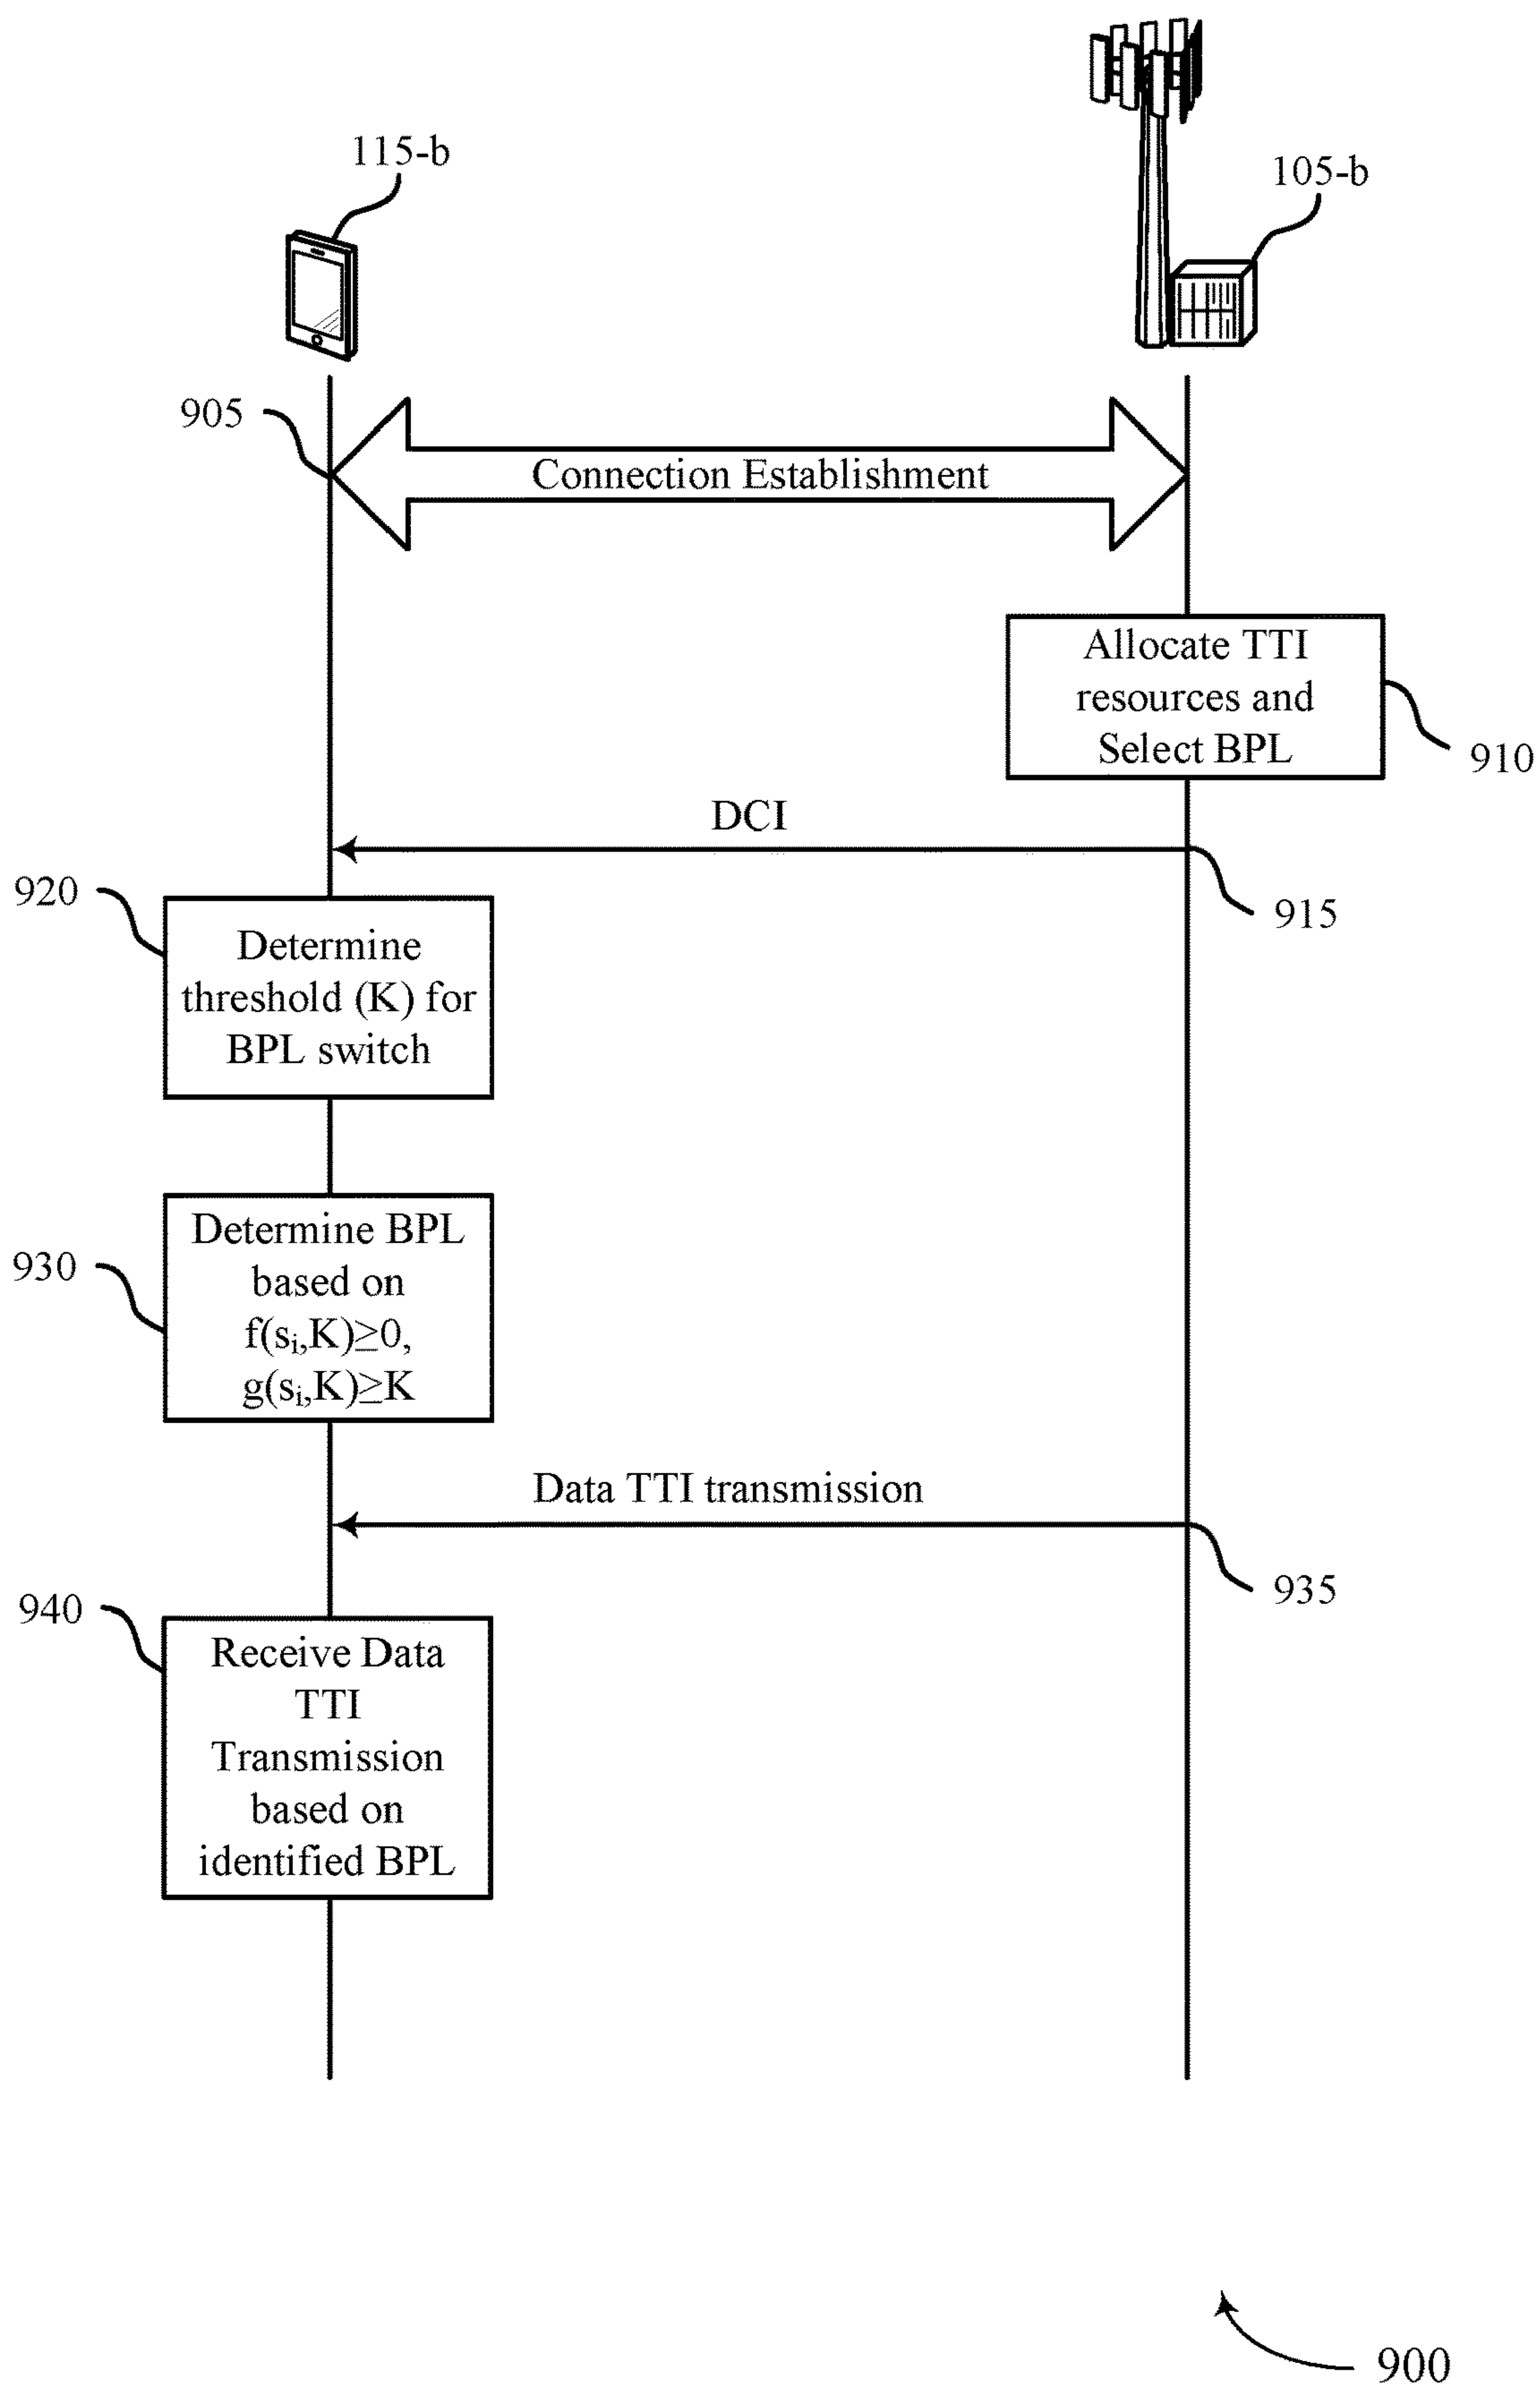 115-b
105-b
905
Connection Establishment
Allocate TTI
resources and
Select BPL
910
DCI
915
920
Determine
threshold (K) for
BPL switch
930
Determine BPL
based on
f(sᵢ,K)≥0,
g(sᵢ,K)≥K
Data TTI transmission
935
940
Receive Data
TTI
Transmission
based on
identified BPL
900